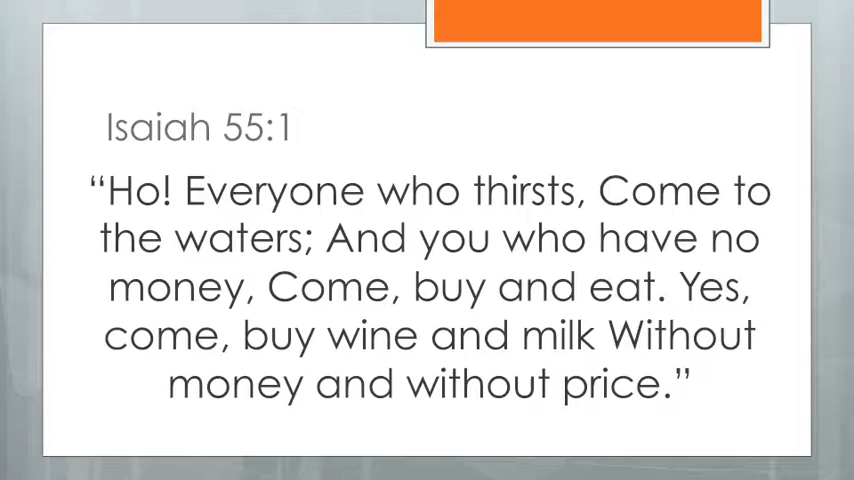 Isaiah 55:1
“Ho! Everyone who thirsts, Come to
the waters; And you who have no
money, Come, buy and eat. Yes,
come, buy wine and milk Without
money and without price.”